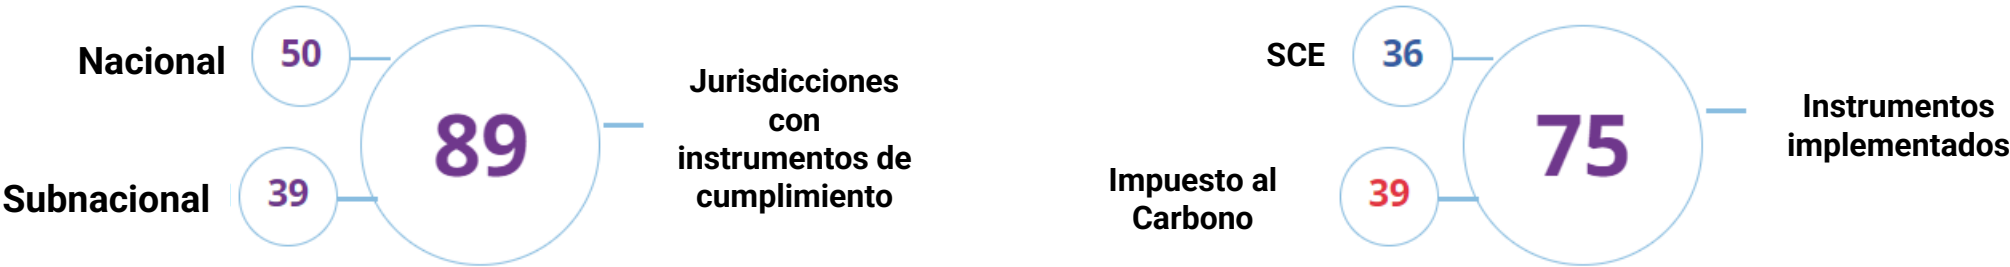 Nacional
50
Subnacional
39
89
Jurisdicciones
con
instrumentos de
cumplimiento
SCE
36
Impuesto al
Carbono
39
75
Instrumentos
implementados